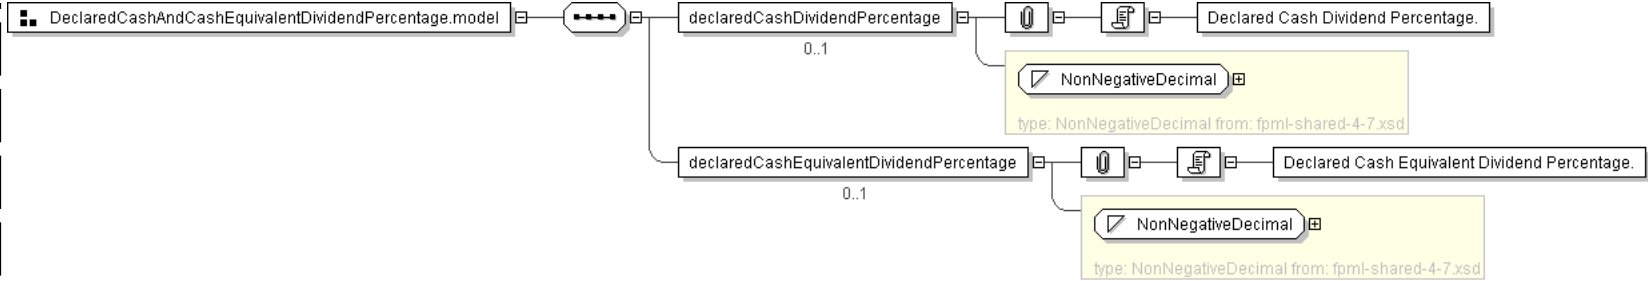 DeclaredCashAndCashEquivalentDividendPercentage.model
declaredCashDividendPercentage
Declared Cash Dividend Percentage.
0..1
NonNegativeDecimal
type: NonNegativeDecimal from: fpml-shared-4-7.xsd
declaredCashEquivalentDividendPercentage
Declared Cash Equivalent Dividend Percentage.
0..1
NonNegativeDecimal
type: NonNegativeDecimal from: fpml-shared-4-7.xsd